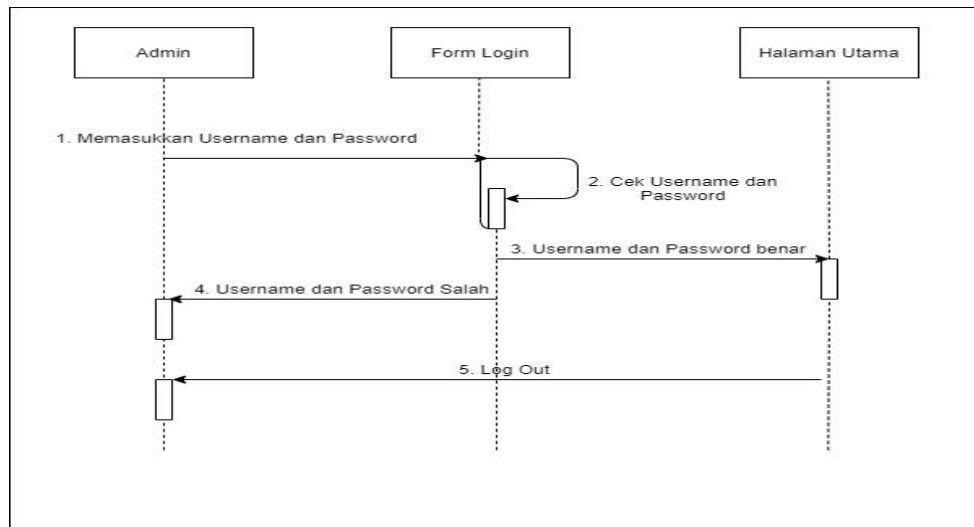 Admin
Form Login
Halaman Utama
1. Memasukkan Username dan Password
2. Cek Username dan
Password
3. Username dan Password benar
4. Username dan Password Salah
5. Log Out